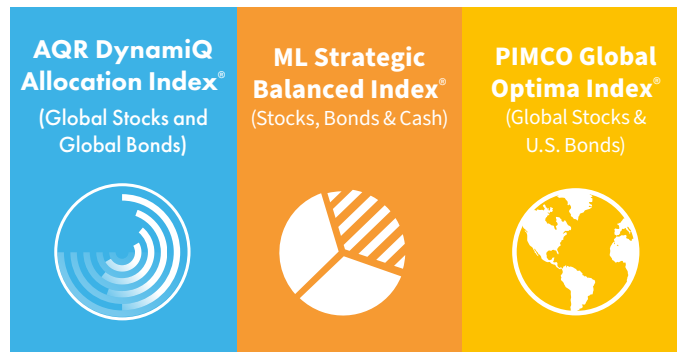 AQR DynamiQ
Allocation Index®
(Global Stocks and
Global Bonds)
ML Strategic
Balanced Index®
(Stocks, Bonds & Cash)
PIMCO Global
Optima Index®
(Global Stocks &
U.S. Bonds)